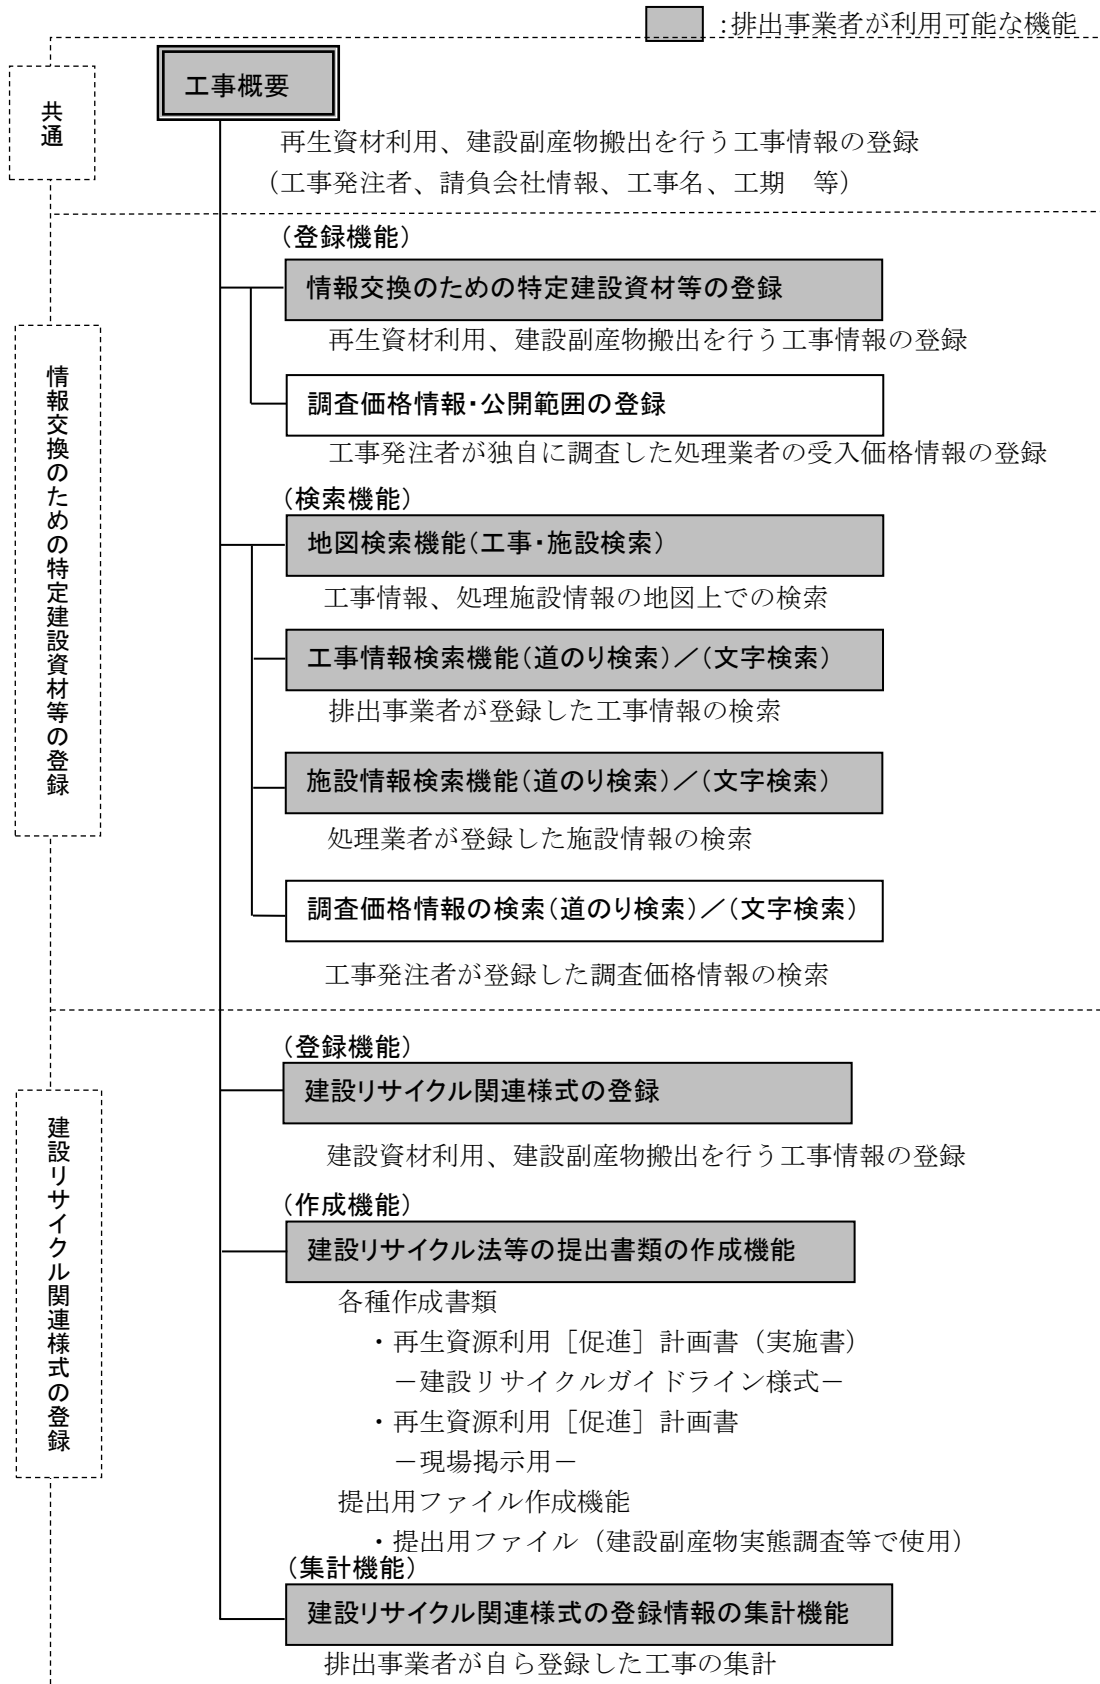 :排出事業者が利用可能な機能
共通
工事概要
再生資材利用、建設副産物搬出を行う工事情報の登録
（工事発注者、請負会社情報、工事名、工期　等）
情報交換のための特定建設資材等の登録
（登録機能）
情報交換のための特定建設資材等の登録
再生資材利用、建設副産物搬出を行う工事情報の登録
調査価格情報・公開範囲の登録
工事発注者が独自に調査した処理業者の受入価格情報の登録
（検索機能）
地図検索機能（工事・施設検索）
工事情報、処理施設情報の地図上での検索
工事情報検索機能（道のり検索）／（文字検索）
排出事業者が登録した工事情報の検索
施設情報検索機能（道のり検索）／（文字検索）
処理業者が登録した施設情報の検索
調査価格情報の検索（道のり検索）／（文字検索）
工事発注者が登録した調査価格情報の検索
建設リサイクル関連様式の登録
（登録機能）
建設リサイクル関連様式の登録
建設資材利用、建設副産物搬出を行う工事情報の登録
（作成機能）
建設リサイクル法等の提出書類の作成機能
各種作成書類
・再生資源利用［促進］計画書（実施書）
－建設リサイクルガイドライン様式－
・再生資源利用［促進］計画書
－現場掲示用－
提出用ファイル作成機能
・提出用ファイル（建設副産物実態調査等で使用）
（集計機能）
建設リサイクル関連様式の登録情報の集計機能
排出事業者が自ら登録した工事の集計